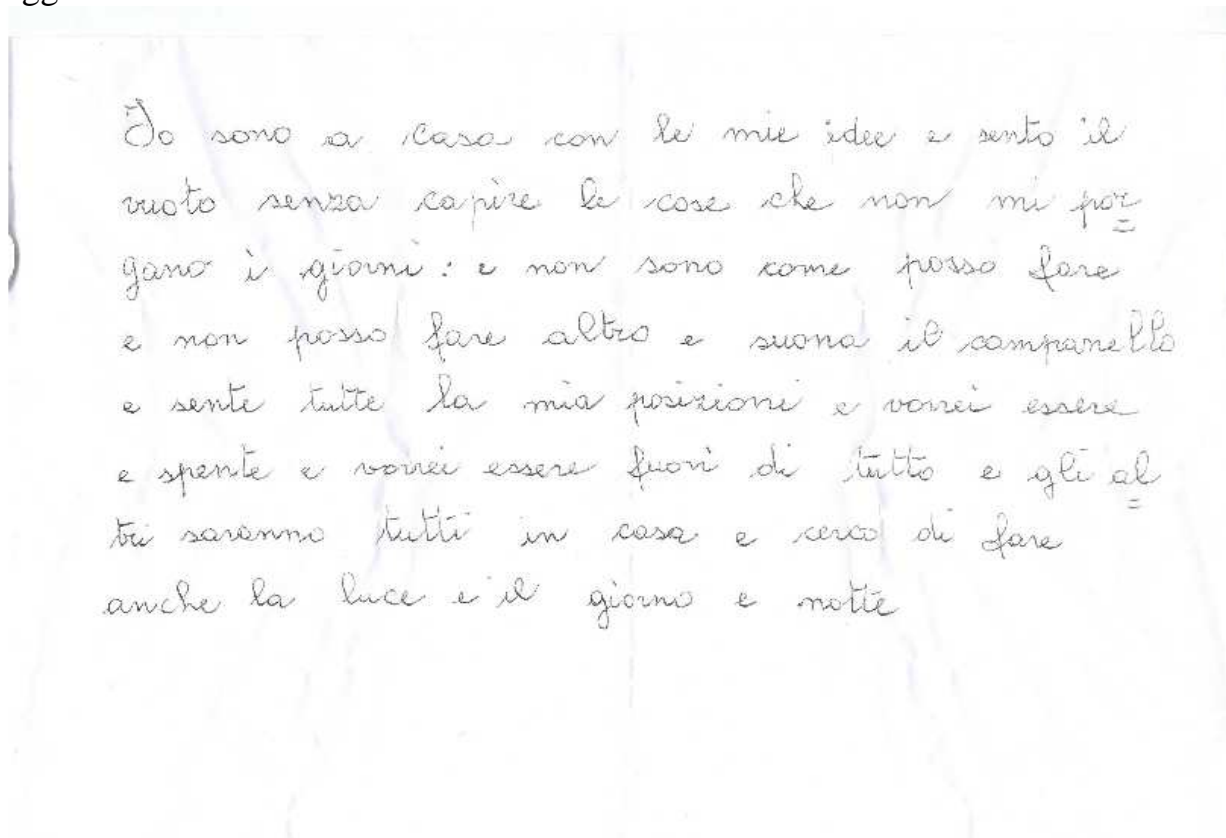 gg
Io sono a casa con le mie idee e sento il
vuoto senza capire le cose che non mi por=
gano i giorni: e non sono come posso fare
e non posso fare altro e suona il campanello
e sente tutte la mia posizioni e vorrei essere
e spente e vorrei essere fuori di tutto e gli al=
tri saranno tutti in casa e cerco di fare
anche la luce e il giorno e notte